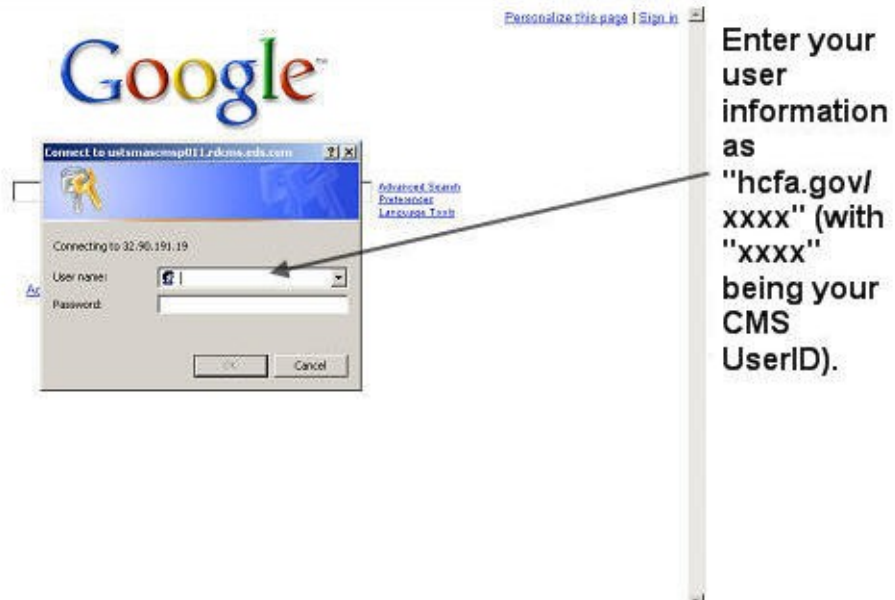 Personalize this page | Sign in
Google™
Connect to ustsmascmsp011.rdcms.eds.com
Advanced Search
Preferences
Language Tools
Connecting to 32.90.191.19
User name:
Password:
OK
Cancel
Enter your
user
information
as
"hcfa.gov/
xxxx" (with
"xxxx"
being your
CMS
UserID).